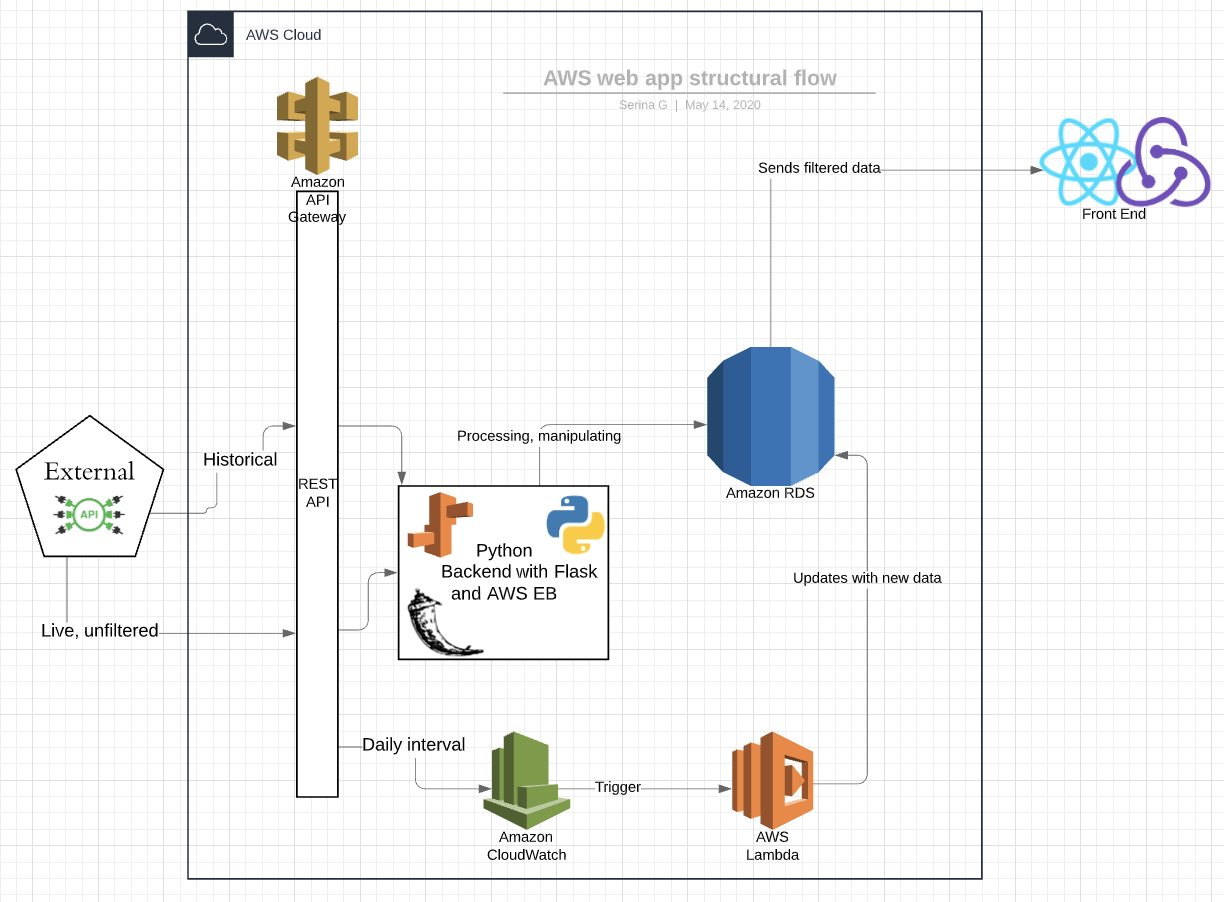 AWS Cloud
AWS web app structural flow
Serina G | May 14, 2020
Amazon
API
Gateway
Sends filtered data
Front End
External
API
Historical
REST
API
Processing, manipulating
Amazon RDS
Python
Backend with Flask
and AWS EB
Updates with new data
Live, unfiltered
Daily interval
Trigger
Amazon
CloudWatch
AWS
Lambda